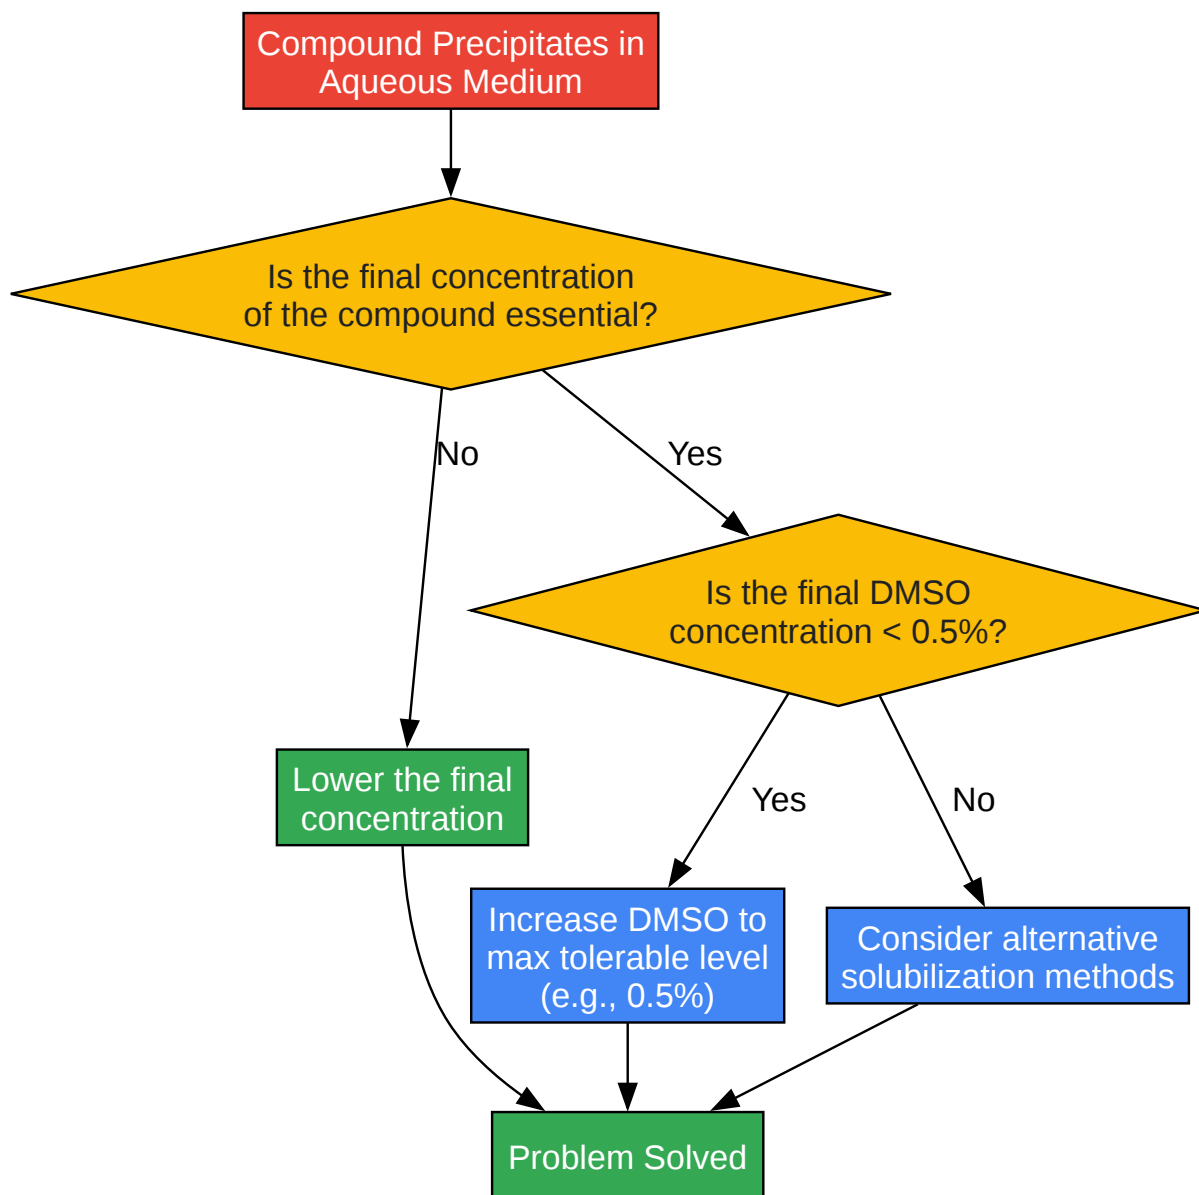 Compound Precipitates in
Aqueous Medium
Is the final concentration
of the compound essential?
No
Yes
Is the final DMSO
concentration < 0.5%?
Lower the final
concentration
Yes
No
Increase DMSO to
max tolerable level
(e.g., 0.5%)
Consider alternative
solubilization methods
Problem Solved